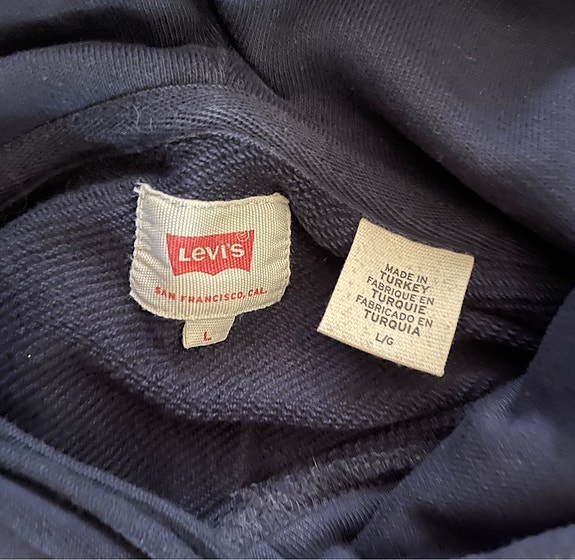 LEVI'S®
SAN FRANCISCO, CAL.
L
MADE IN
TURKEY
FABRIQUE EN
TURQUIE
FABRICADO EN
TURQUIA
L/G